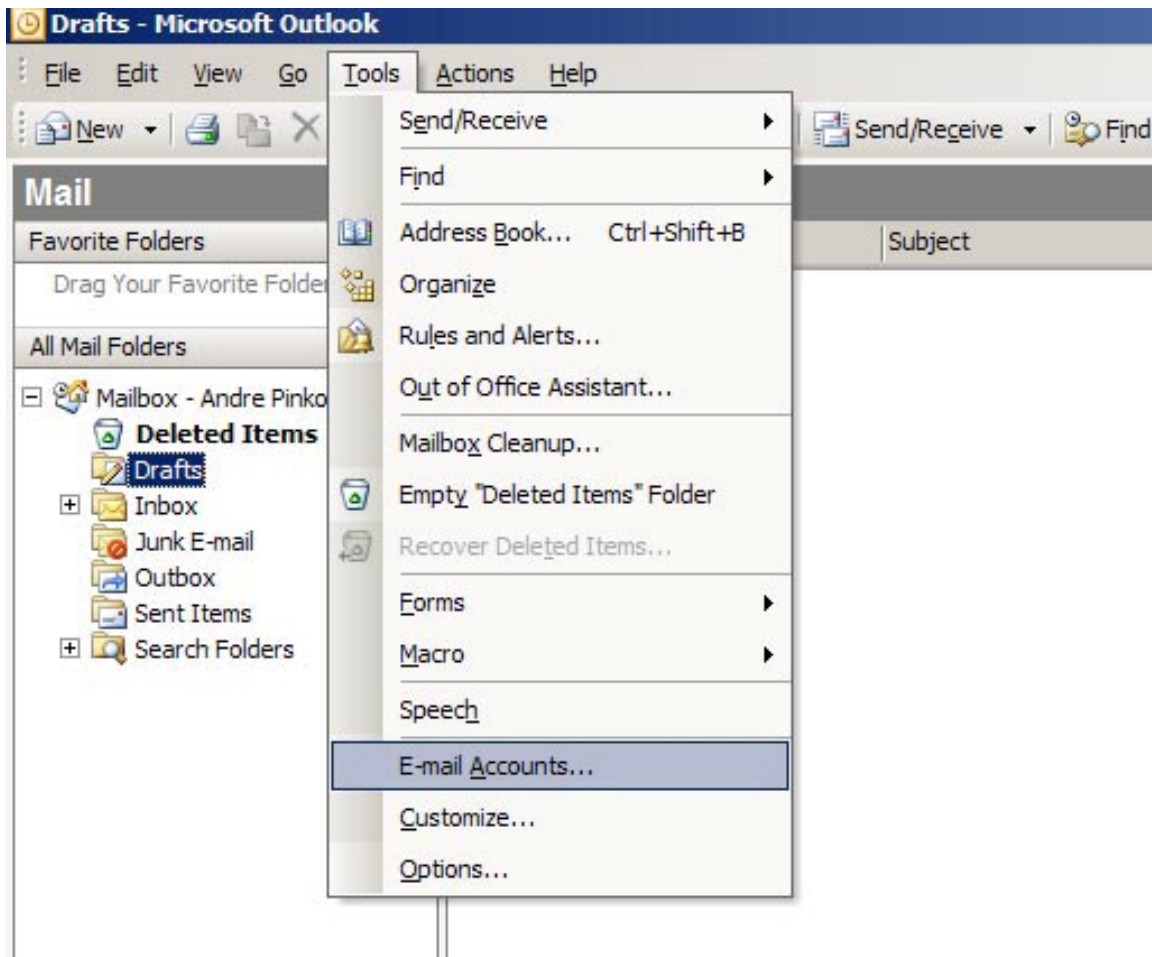 Drafts - Microsoft Outlook
File Edit View Go Tools Actions Help
New Send/Receive Find
Mail
Favorite Folders
Drag Your Favorite
All Mail Folders
Mailbox - Andre
Deleted Items
Drafts
Inbox
Junk E-mail
Outbox
Sent Items
Search Folders
Send/Receive
Find
Address Book... Ctrl+Shift+B
Organize
Rules and Alerts...
Out of Office Assistant...
Mailbox Cleanup...
Empty "Deleted Items" Folder
Recover Deleted Items...
Forms
Macro
Speech
E-mail Accounts...
Customize...
Options...
Subject